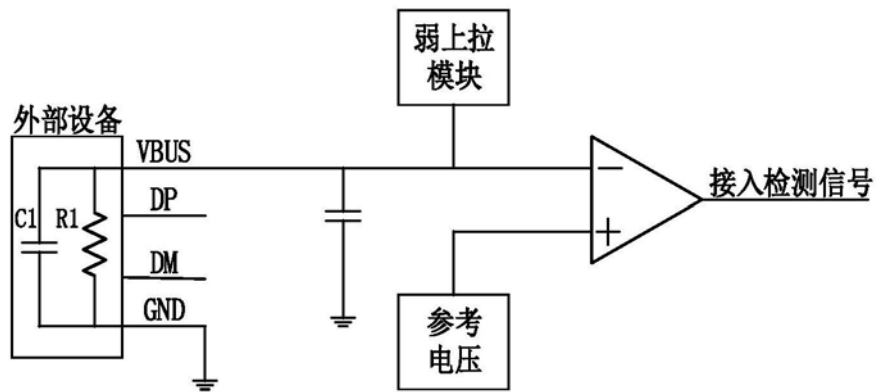 弱上拉
模块
外部设备
VBUS
DP
C1
R1
DM
GND
−
+
接入检测信号
参考
电压